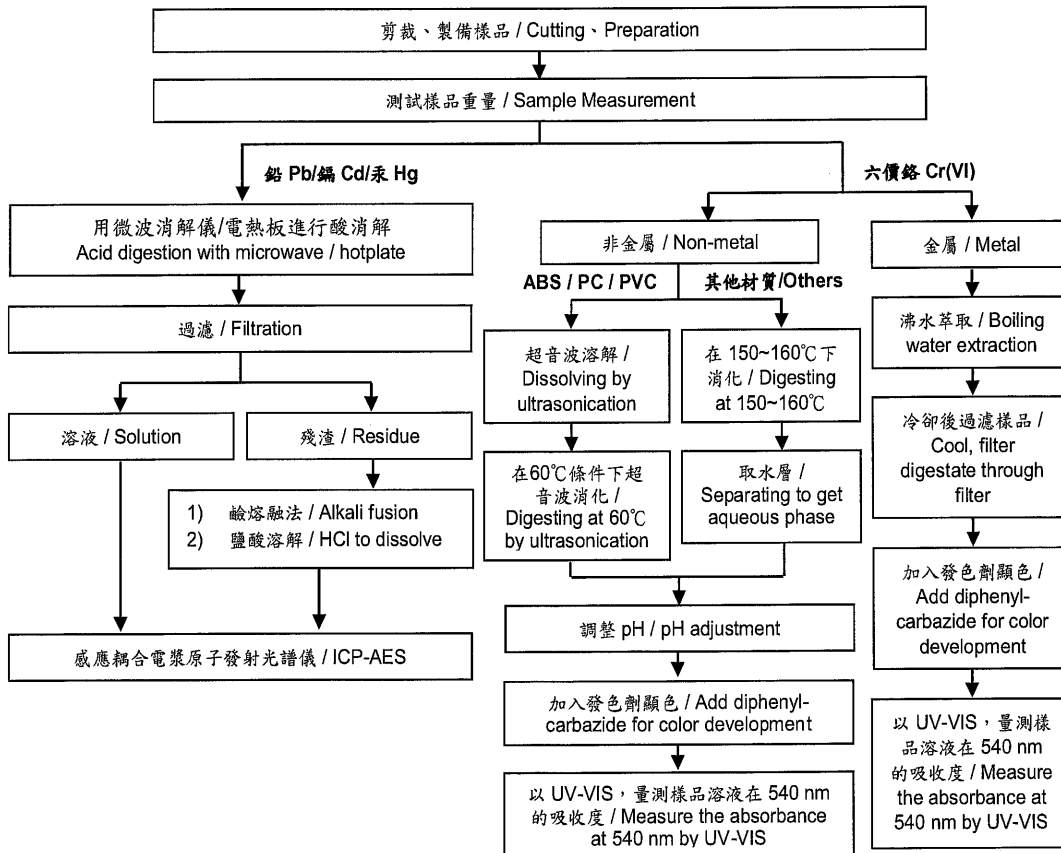 剪裁、製備樣品 / Cutting、Preparation
測試樣品重量 / Sample Measurement
鉛 Pb/鎘 Cd/汞 Hg
六價鉻 Cr(VI)
用微波消解儀/電熱板進行酸消解
Acid digestion with microwave / hotplate
過濾 / Filtration
溶液 / Solution
殘渣 / Residue
1) 鹼熔融法 / Alkali fusion
2) 鹽酸溶解 / HCl to dissolve
感應耦合電漿原子發射光譜儀 / ICP-AES
非金屬 / Non-metal
ABS / PC / PVC
其他材質/Others
超音波溶解 /
Dissolving by
ultrasonication
在60℃條件下超
音波消化 /
Digesting at 60℃
by ultrasonication
在 150~160℃下
消化 / Digesting
at 150~160℃
取水層 /
Separating to get
aqueous phase
調整 pH / pH adjustment
加入發色劑顯色 / Add diphenyl-
carbazide for color development
以 UV-VIS，量測樣品溶液在 540 nm
的吸收度 / Measure the absorbance
at 540 nm by UV-VIS
金屬 / Metal
沸水萃取 / Boiling
water extraction
冷卻後過濾樣品 /
Cool, filter
digestate through
filter
加入發色劑顯色 /
Add diphenyl-
carbazide for color
development
以 UV-VIS，量測樣
品溶液在 540 nm
的吸收度 / Measure
the absorbance at
540 nm by UV-VIS